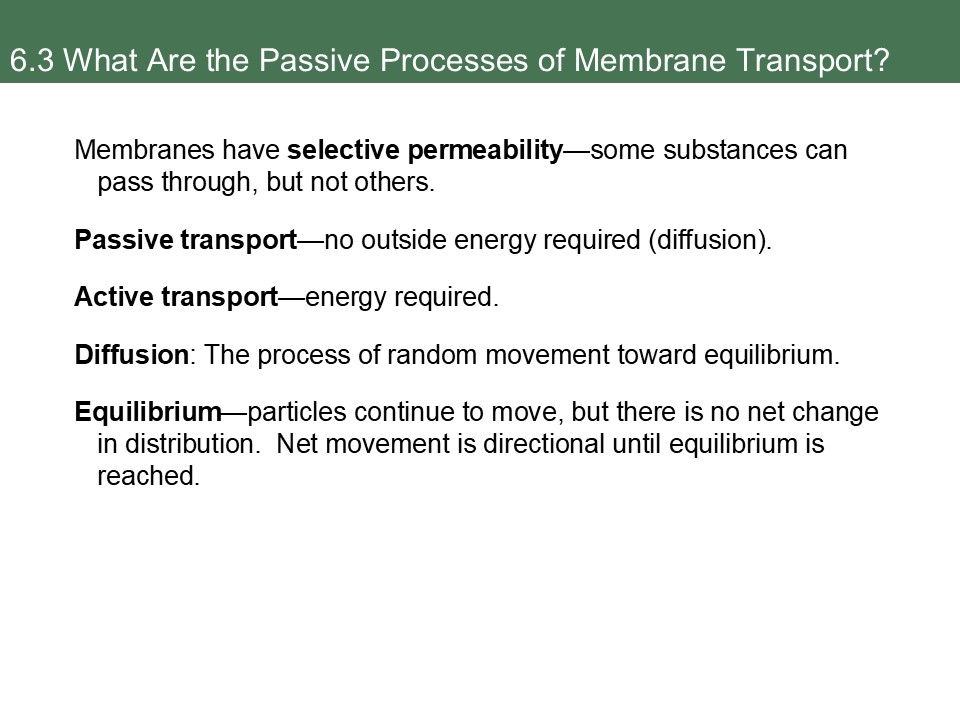 6.3 What Are the Passive Processes of Membrane Transport?
Membranes have selective permeability—some substances can
pass through, but not others.
Passive transport—no outside energy required (diffusion).
Active transport—energy required.
Diffusion: The process of random movement toward equilibrium.
Equilibrium—particles continue to move, but there is no net change
in distribution.  Net movement is directional until equilibrium is
reached.